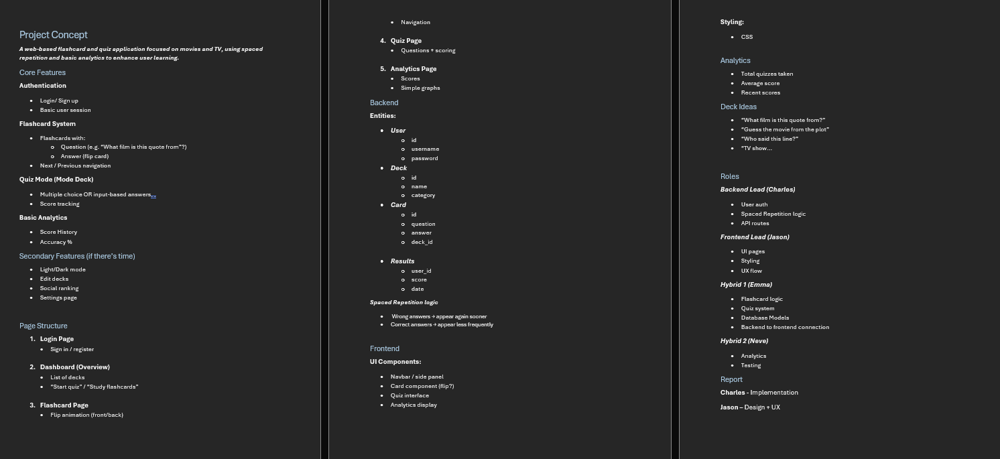 Project Concept
A web-based flashcard and quiz application focused on movies and TV, using spaced
repetition and basic analytics to enhance user learning.
Core Features
Authentication
• Login/ Sign up
• Basic user session
Flashcard System
• Flashcards with:
o Question (e.g. “What film is this quote from”?)
o Answer (flip card)
• Next / Previous navigation
Quiz Mode (Mode Deck)
• Multiple choice OR input-based answers
• Score tracking
Basic Analytics
• Score History
• Accuracy %
Secondary Features (if there’s time)
• Light/Dark mode
• Edit decks
• Social ranking
• Settings page
Page Structure
1. Login Page
• Sign in / register
2. Dashboard (Overview)
• List of decks
• “Start quiz” / “Study flashcards”
3. Flashcard Page
• Flip animation (front/back)
• Navigation
4. Quiz Page
• Questions + scoring
5. Analytics Page
• Scores
• Simple graphs
Backend
Entities:
• User
o id
o username
o password
• Deck
o id
o name
o category
• Card
o id
o question
o answer
o deck_id
• Results
o user_id
o score
o date
Spaced Repetition logic
• Wrong answers → appear again sooner
• Correct answers → appear less frequently
Frontend
UI Components:
• Navbar / side panel
• Card component (flip?)
• Quiz interface
• Analytics display
Styling:
• CSS
Analytics
• Total quizzes taken
• Average score
• Recent scores
Deck Ideas
• “What film is this quote from?”
• “Guess the movie from the plot”
• “Who said this line?”
• “TV show...
Roles
Backend Lead (Charles)
• User auth
• Spaced Repetition logic
• API routes
Frontend Lead (Jason)
• UI pages
• Styling
• UX flow
Hybrid 1 (Emma)
• Flashcard logic
• Quiz system
• Database Models
• Backend to frontend connection
Hybrid 2 (Neve)
• Analytics
• Testing
Report
Charles - Implementation
Jason – Design + UX